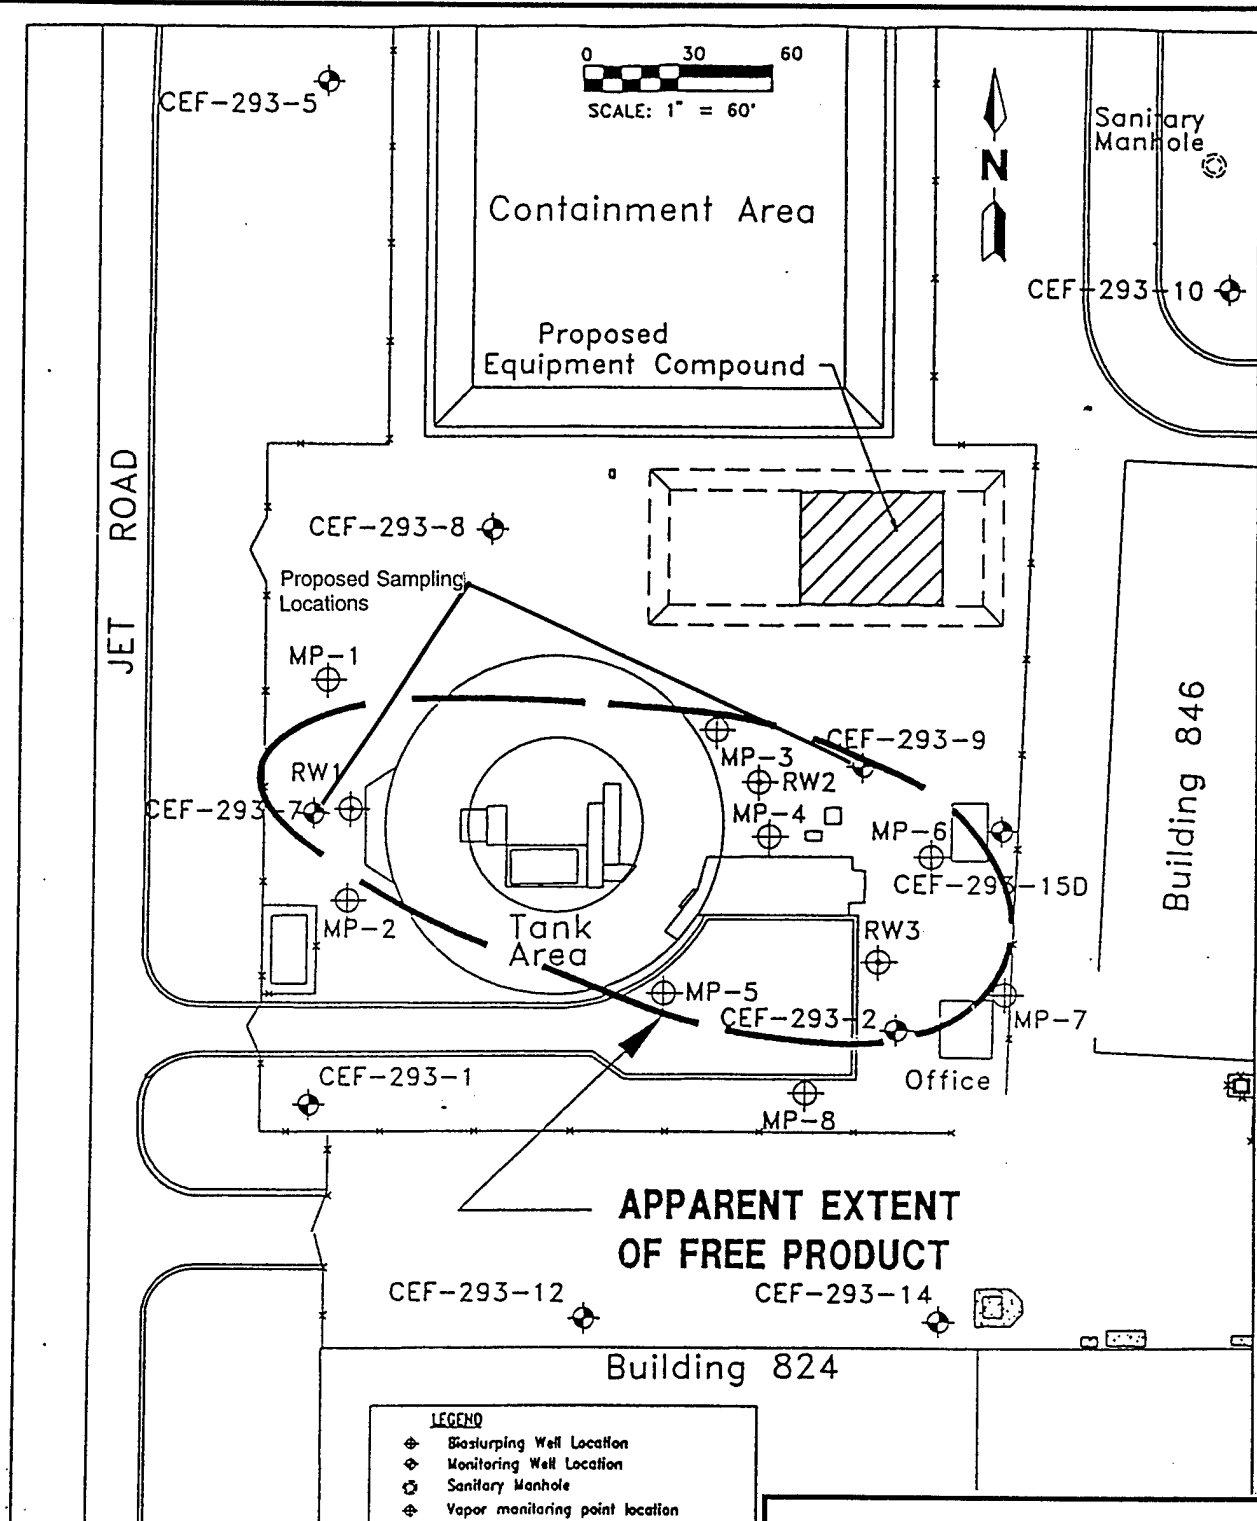 0 30 60
SCALE: 1" = 60'
CEF-293-5
Sanitary
Manhole
N
Containment Area
CEF-293-10
Proposed
Equipment Compound
JET ROAD
CEF-293-8
Proposed Sampling
Locations
MP-1
CEF-293-9
MP-3
RW1
RW2
CEF-293-7
MP-4
MP-6
Building 846
CEF-293-15D
MP-2
Tank
Area
RW3
MP-5
CEF-293-2
MP-7
CEF-293-1
Office
MP-8
APPARENT EXTENT
OF FREE PRODUCT
CEF-293-12
CEF-293-14
Building 824
LEGEND
Bioslurping Well Location
Monitoring Well Location
Sanitary Manhole
Vapor monitoring point location